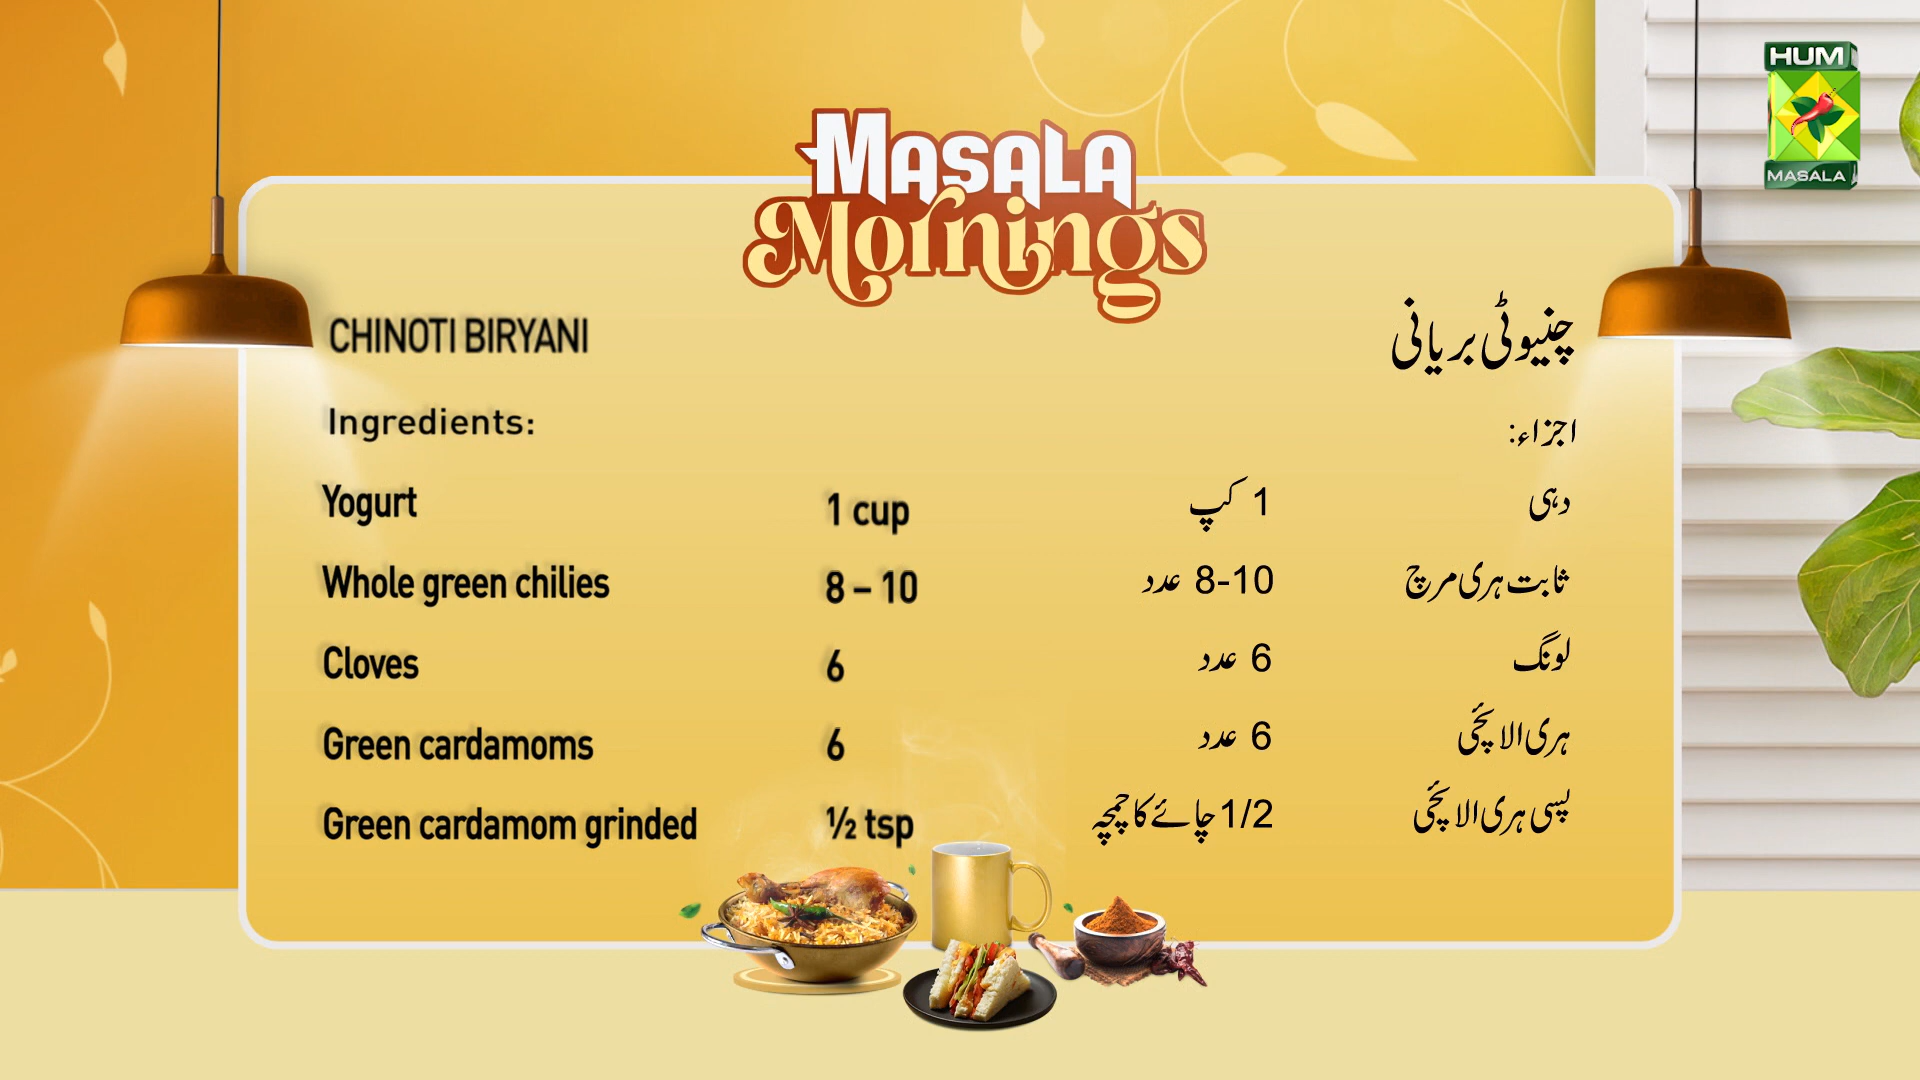 HUM
MASALA
MASALA
Mornings
CHINOTI BIRYANI چنیوٹی بریانی
Ingredients: اجزاء:
Yogurt 1 cup 1 کپ دہی
Whole green chilies 8 – 10 8-10 عدد ثابت ہری مرچ
Cloves 6 6 عدد لونگ
Green cardamoms 6 6 عدد ہری الائچی
Green cardamom grinded ½ tsp 1/2 چائے کا چمچہ پسی ہری الائچی